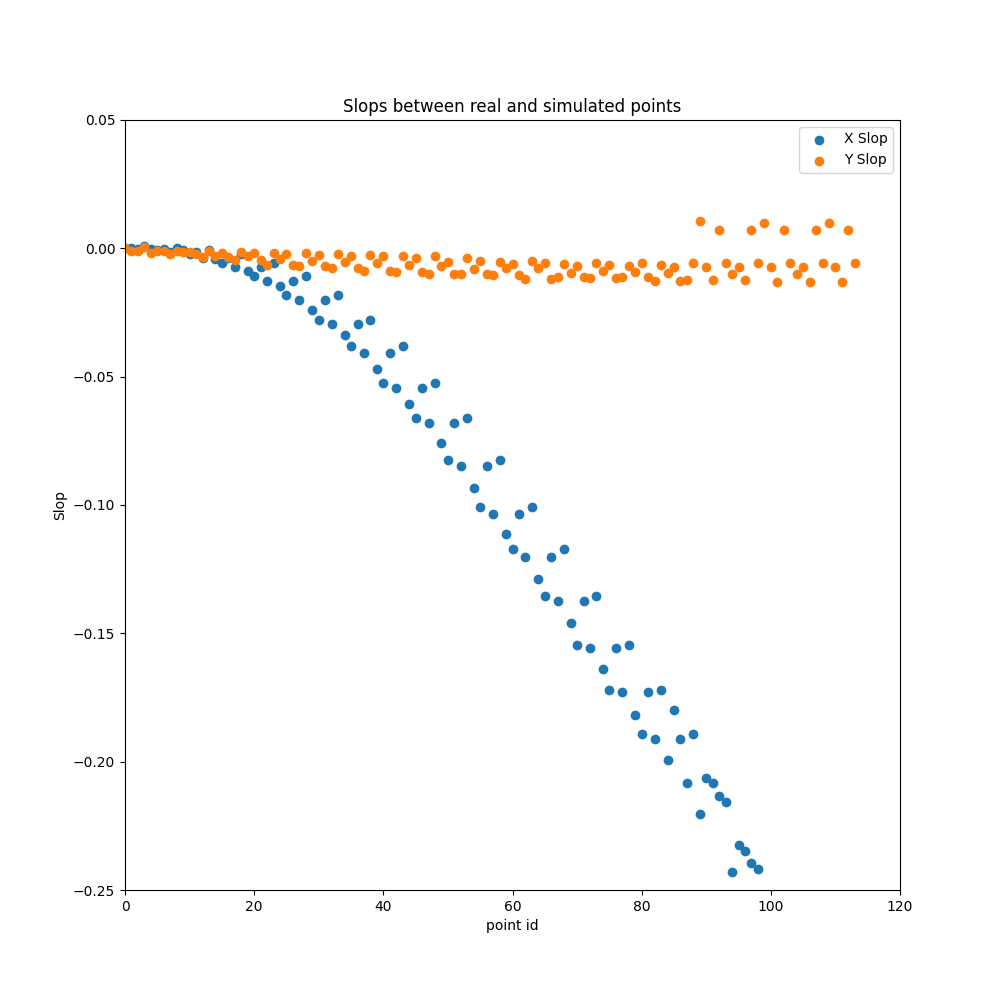 Slops between real and simulated points
X Slop
Y Slop
0.05
0.00
−0.05
−0.10
−0.15
−0.20
−0.25
Slop
0 20 40 60 80 100 120
point id